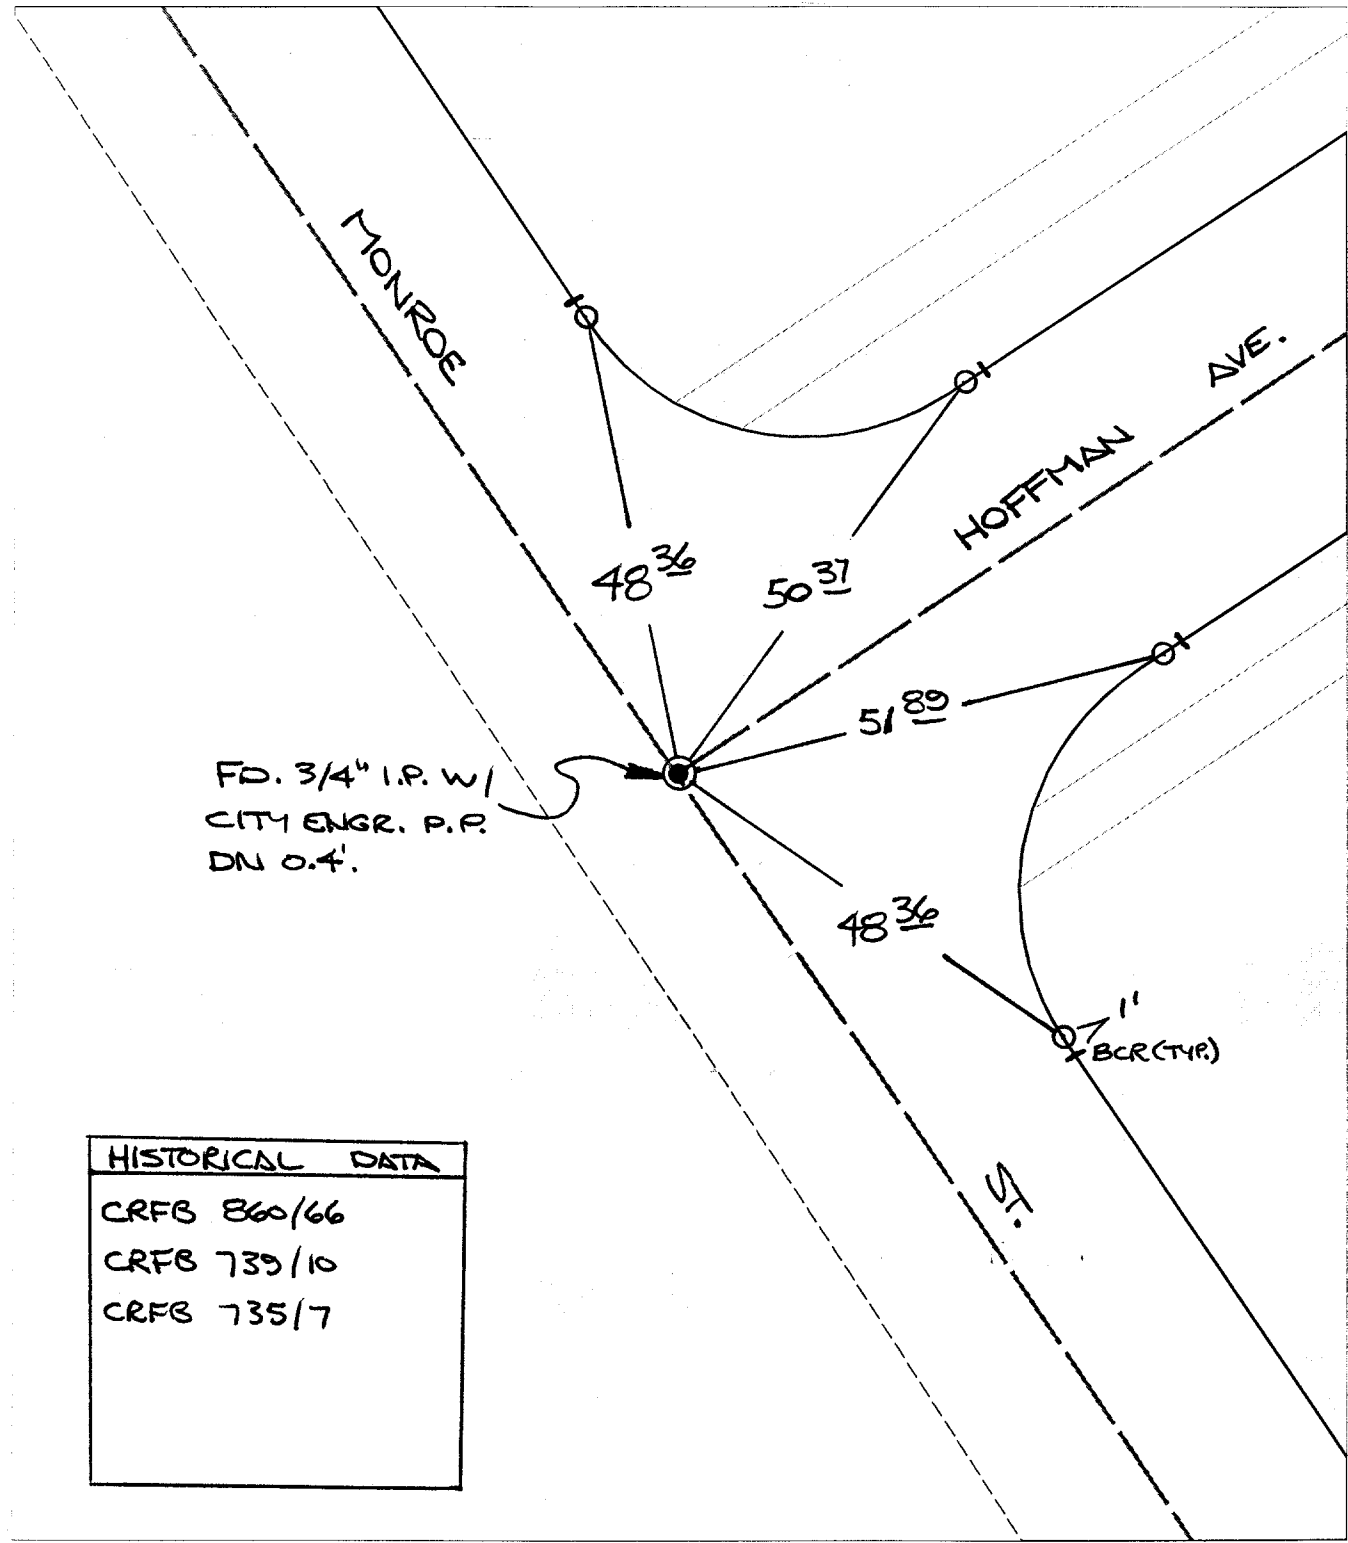 MONROE
AVE.
HOFFMAN
48 36
50 37
51 89
FD. 3/4" I.P. W/
CITY ENGR. P.P.
DN 0.4'.
48 36
1'
BCR (TYP.)
ST.
HISTORICAL DATA
CRFB 860/66
CRFB 739/10
CRFB 735/7